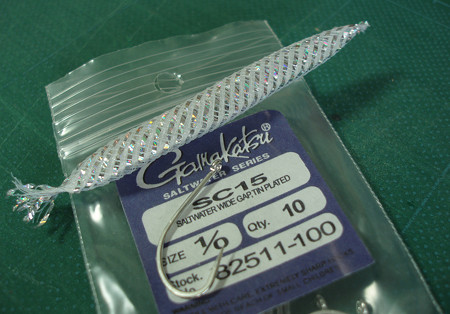 Gamakatsu®
SALTWATER SERIES
SC15
SALTWATER WIDE GAP, TIN PLATED
SIZE 1/0 Qty. 10
Stock 82511-100